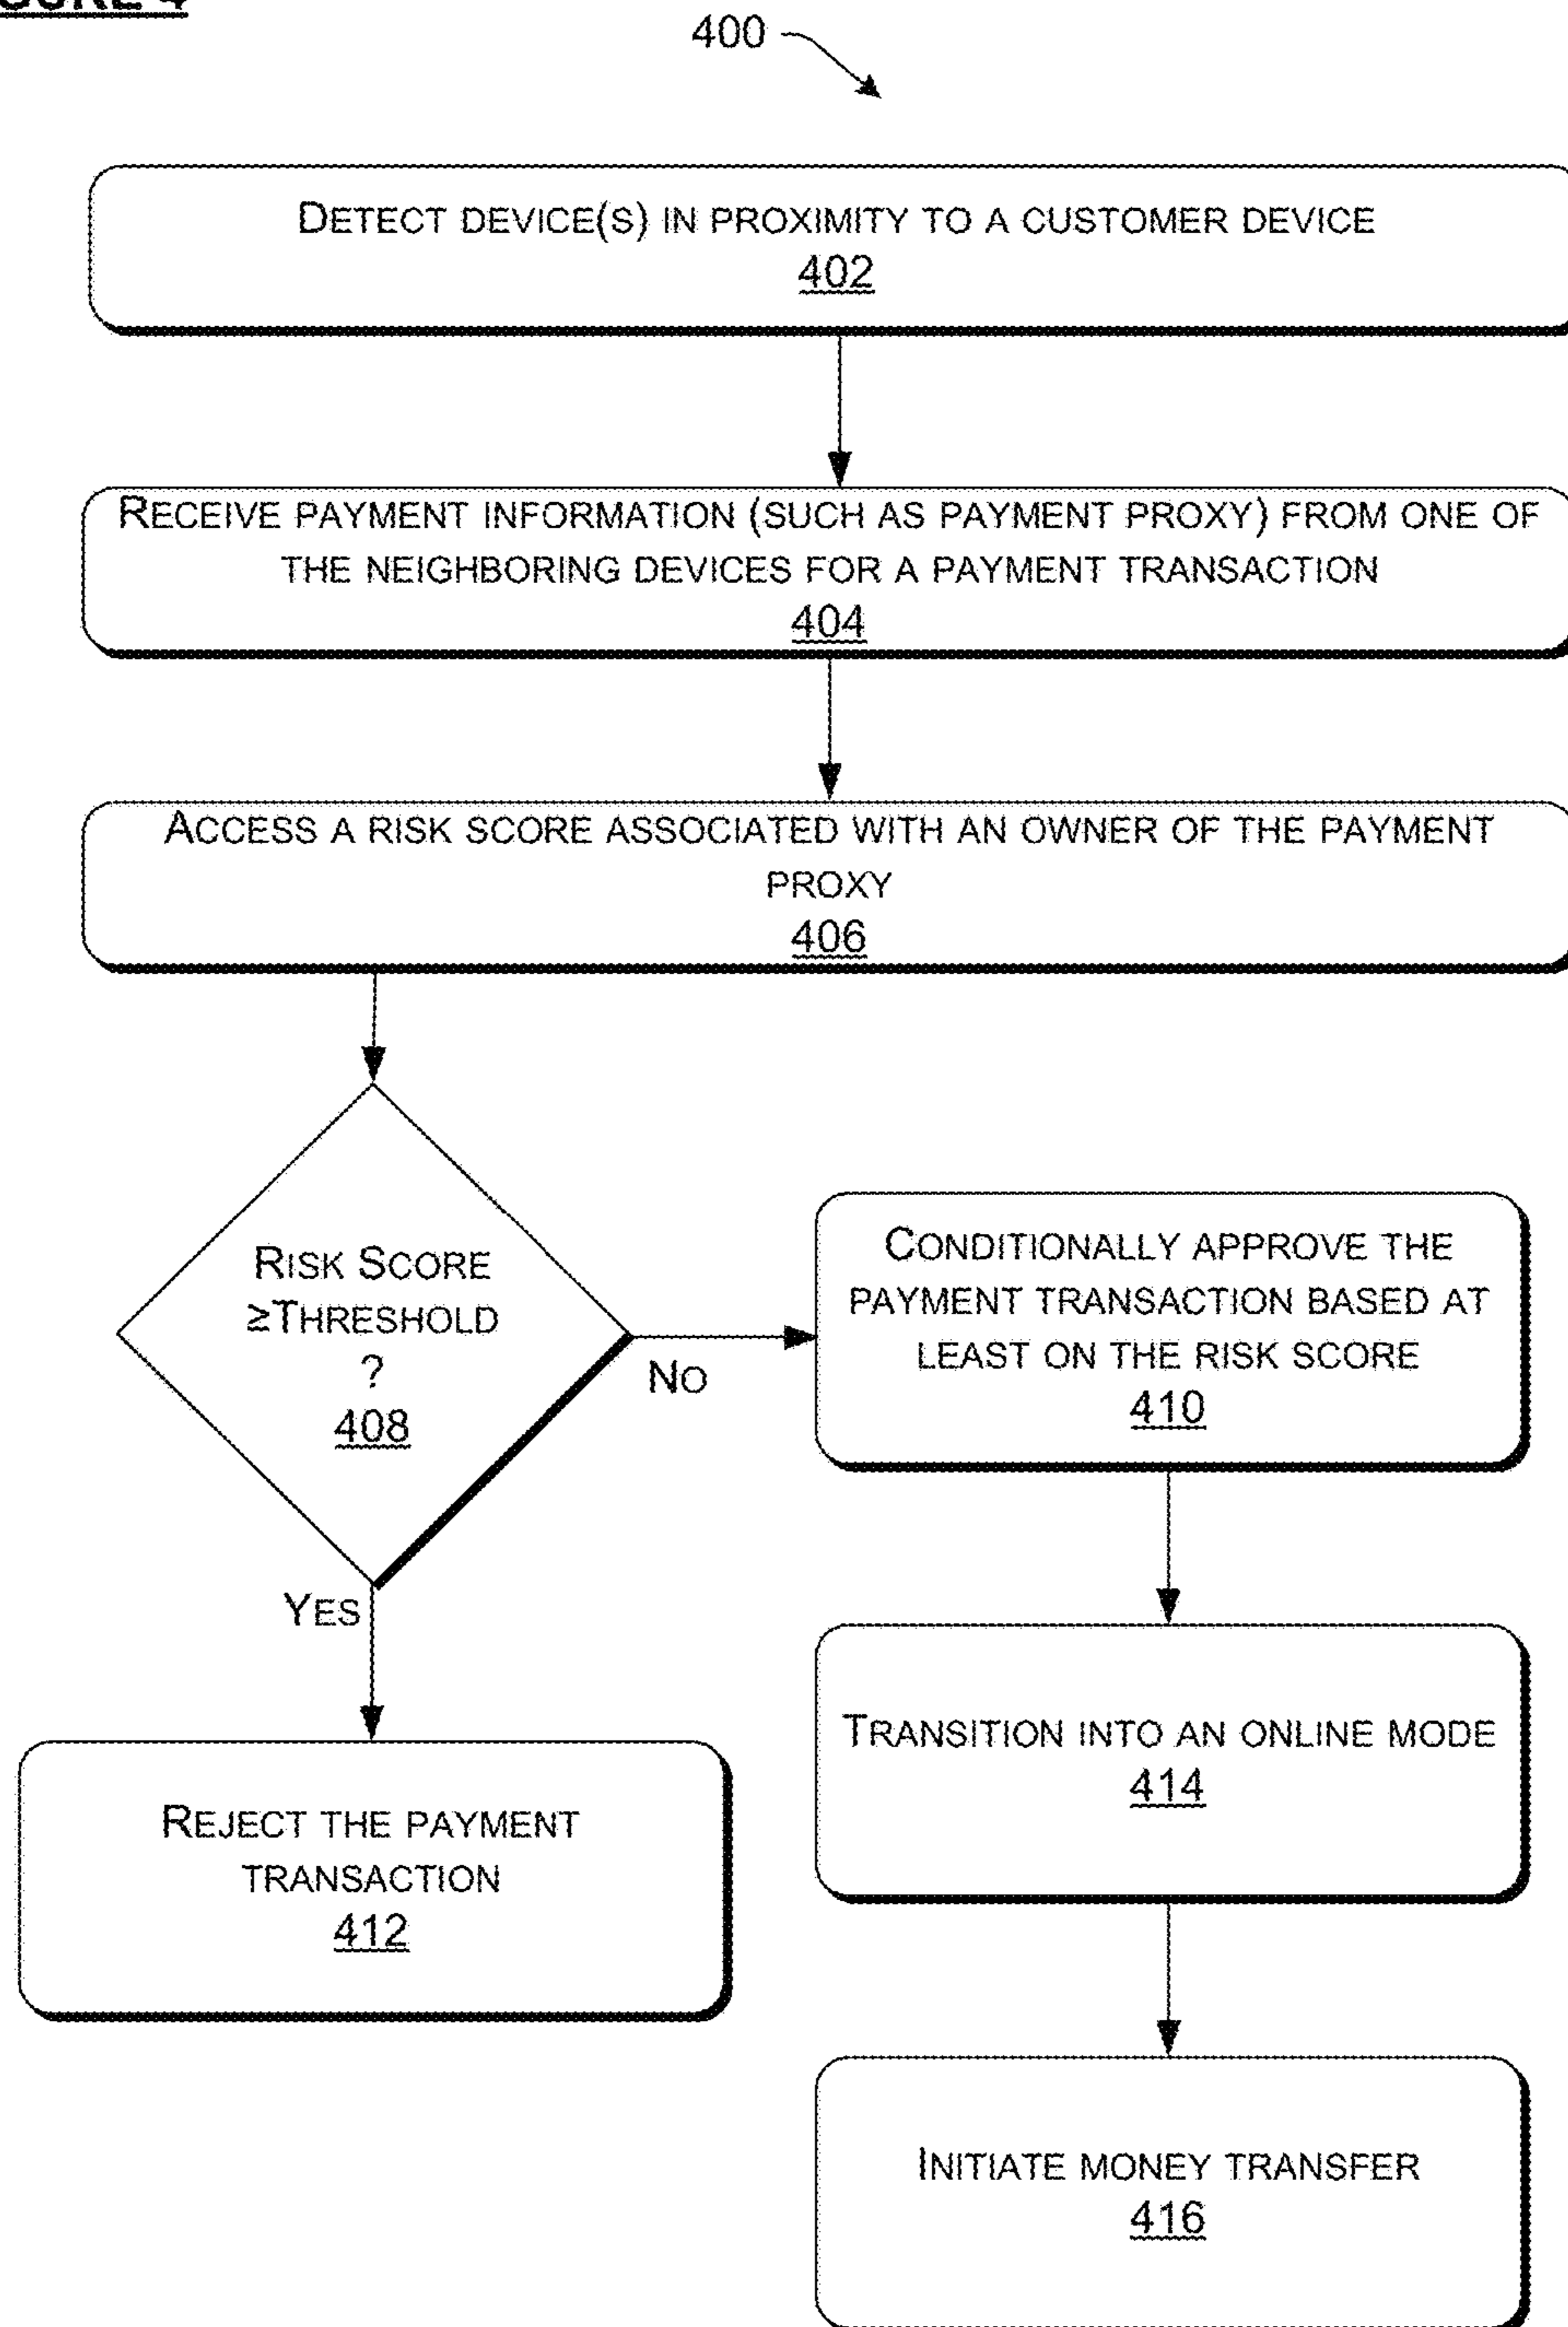 400
DETECT DEVICE(S) IN PROXIMITY TO A CUSTOMER DEVICE
402
RECEIVE PAYMENT INFORMATION (SUCH AS PAYMENT PROXY) FROM ONE OF
THE NEIGHBORING DEVICES FOR A PAYMENT TRANSACTION
404
ACCESS A RISK SCORE ASSOCIATED WITH AN OWNER OF THE PAYMENT
PROXY
406
RISK SCORE
≥THRESHOLD
?
408
NO
CONDITIONALLY APPROVE THE
PAYMENT TRANSACTION BASED AT
LEAST ON THE RISK SCORE
410
YES
REJECT THE PAYMENT
TRANSACTION
412
TRANSITION INTO AN ONLINE MODE
414
INITIATE MONEY TRANSFER
416